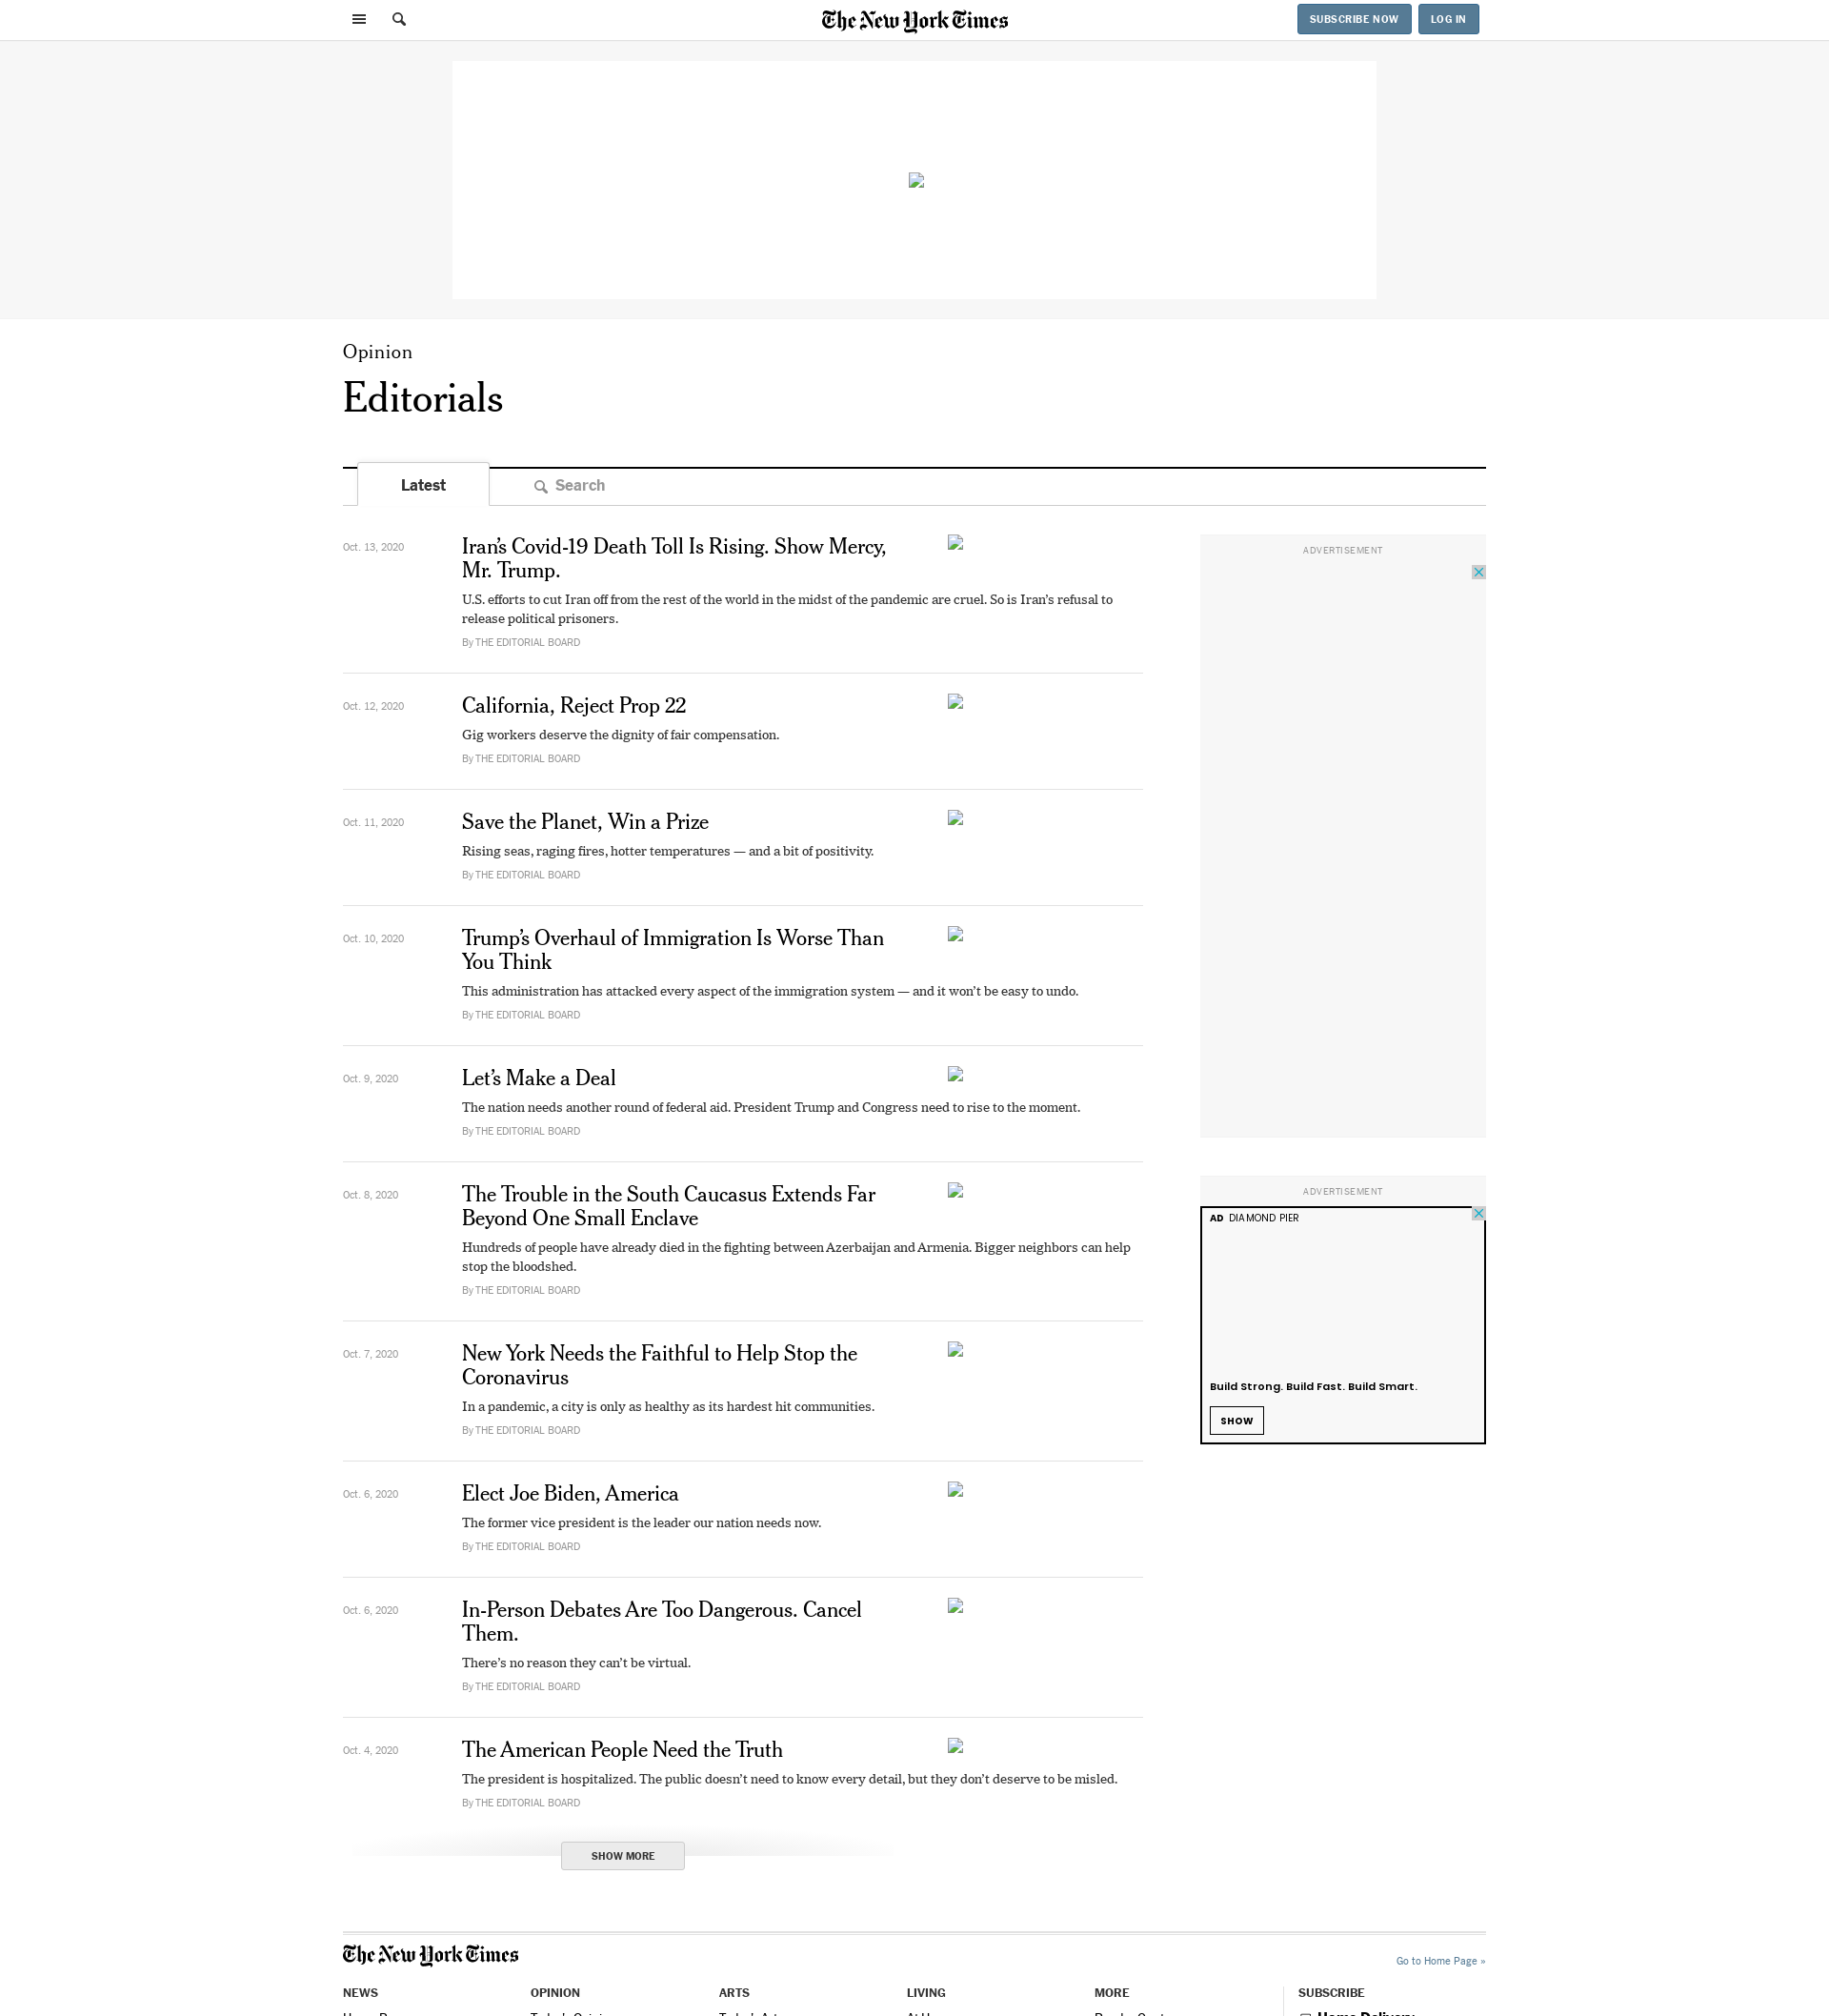 The New York Times
SUBSCRIBE NOW
LOG IN
Opinion
Editorials
Latest
Search
Oct. 13, 2020
Iran’s Covid-19 Death Toll Is Rising. Show Mercy,
Mr. Trump.
U.S. efforts to cut Iran off from the rest of the world in the midst of the pandemic are cruel. So is Iran’s refusal to
release political prisoners.
By THE EDITORIAL BOARD
Oct. 12, 2020
California, Reject Prop 22
Gig workers deserve the dignity of fair compensation.
By THE EDITORIAL BOARD
Oct. 11, 2020
Save the Planet, Win a Prize
Rising seas, raging fires, hotter temperatures — and a bit of positivity.
By THE EDITORIAL BOARD
Oct. 10, 2020
Trump’s Overhaul of Immigration Is Worse Than
You Think
This administration has attacked every aspect of the immigration system — and it won’t be easy to undo.
By THE EDITORIAL BOARD
Oct. 9, 2020
Let’s Make a Deal
The nation needs another round of federal aid. President Trump and Congress need to rise to the moment.
By THE EDITORIAL BOARD
Oct. 8, 2020
The Trouble in the South Caucasus Extends Far
Beyond One Small Enclave
Hundreds of people have already died in the fighting between Azerbaijan and Armenia. Bigger neighbors can help
stop the bloodshed.
By THE EDITORIAL BOARD
Oct. 7, 2020
New York Needs the Faithful to Help Stop the
Coronavirus
In a pandemic, a city is only as healthy as its hardest hit communities.
By THE EDITORIAL BOARD
Oct. 6, 2020
Elect Joe Biden, America
The former vice president is the leader our nation needs now.
By THE EDITORIAL BOARD
Oct. 6, 2020
In-Person Debates Are Too Dangerous. Cancel
Them.
There’s no reason they can’t be virtual.
By THE EDITORIAL BOARD
Oct. 4, 2020
The American People Need the Truth
The president is hospitalized. The public doesn’t need to know every detail, but they don’t deserve to be misled.
By THE EDITORIAL BOARD
SHOW MORE
ADVERTISEMENT
ADVERTISEMENT
AD DIAMOND PIER
Build Strong. Build Fast. Build Smart.
SHOW
The New York Times
Go to Home Page »
NEWS
OPINION
ARTS
LIVING
MORE
SUBSCRIBE
Home Delivery